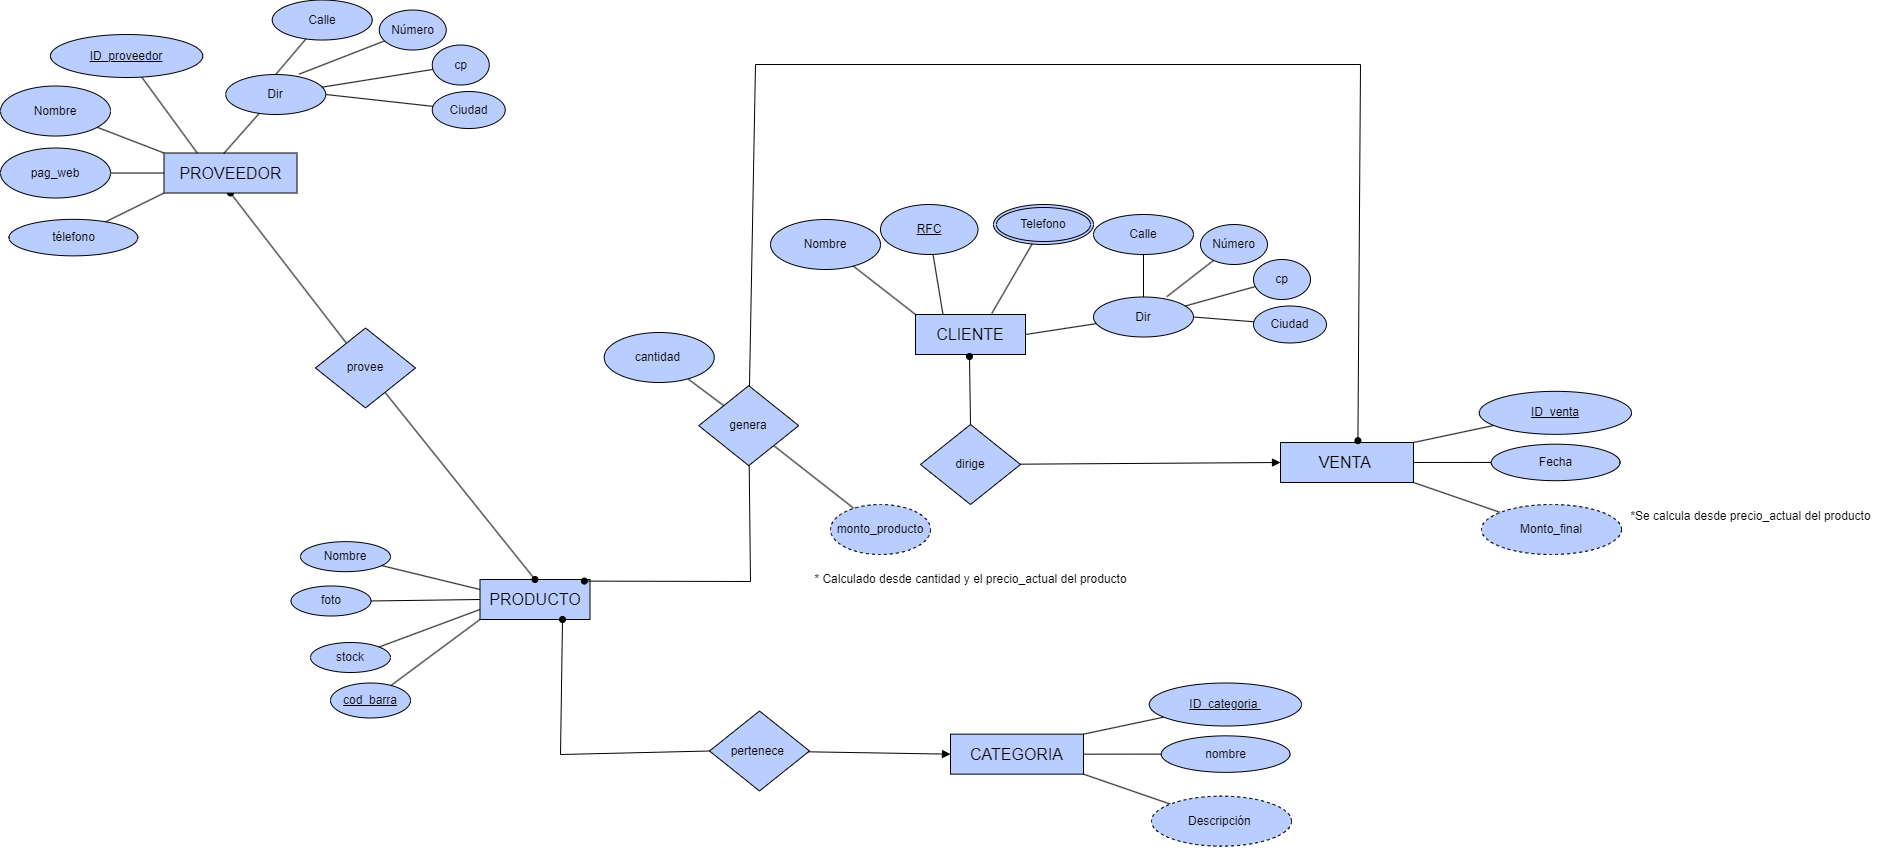 Calle
Número
ID_proveedor
cp
Dir
Nombre
Ciudad
PROVEEDOR
pag_web
télefono
provee
cantidad
genera
monto_producto
* Calculado desde cantidad y el precio_actual del producto
Nombre
RFC
Telefono
Calle
Número
cp
Dir
Ciudad
CLIENTE
dirige
ID_venta
VENTA
Fecha
Monto_final
*Se calcula desde precio_actual del producto
Nombre
foto
PRODUCTO
stock
cod_barra
pertenece
ID_categoria
CATEGORIA
nombre
Descripción